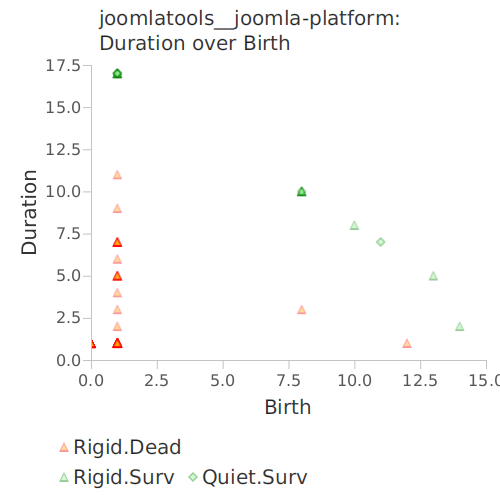 joomlatools__joomla-platform:
Duration over Birth
17.5
15.0
12.5
10.0
7.5
5.0
2.5
0.0
Duration
0.0 2.5 5.0 7.5 10.0 12.5 15.0
Birth
Rigid.Dead
Rigid.Surv Quiet.Surv